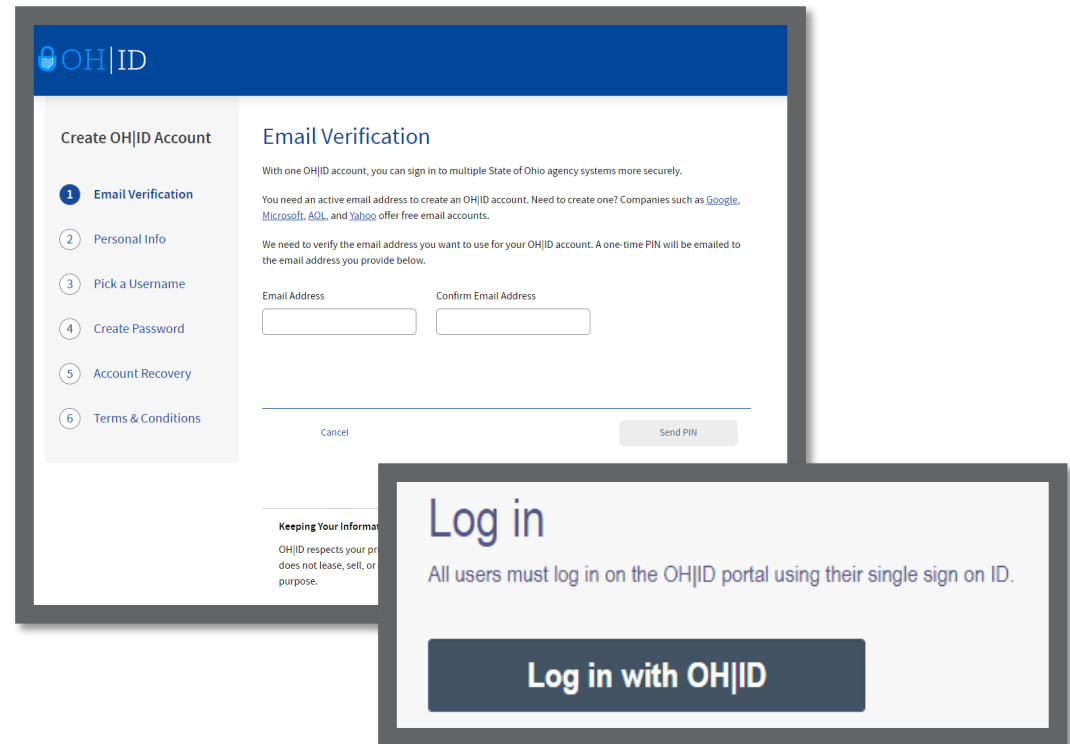 OH|ID
Create OH|ID Account
1 Email Verification
2 Personal Info
3 Pick a Username
4 Create Password
5 Account Recovery
6 Terms & Conditions
Email Verification
With one OH|ID account, you can sign in to multiple State of Ohio agency systems more securely.
You need an active email address to create an OH|ID account. Need to create one? Companies such as Google,
Microsoft, AOL, and Yahoo offer free email accounts.
We need to verify the email address you want to use for your OH|ID account. A one-time PIN will be emailed to
the email address you provide below.
Email Address Confirm Email Address
Cancel Send PIN
Keeping Your
OH|ID respects your
does not lease, sell, or
purpose.
Log in
All users must log in on the OH|ID portal using their single sign on ID.
Log in with OH|ID